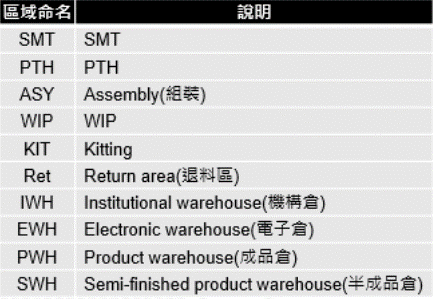 區域命名 說明
SMT SMT
PTH PTH
ASY Assembly(組裝)
WIP WIP
KIT Kitting
Ret Return area(退料區)
IWH Institutional warehouse(機構倉)
EWH Electronic warehouse(電子倉)
PWH Product warehouse(成品倉)
SWH Semi-finished product warehouse(半成品倉)